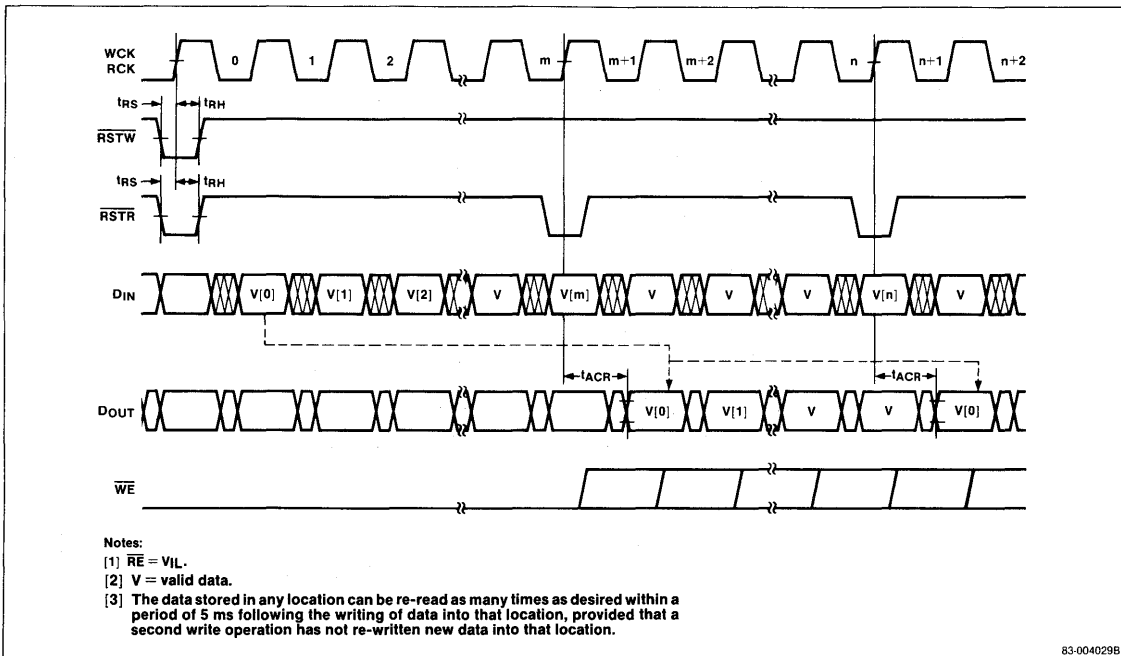 WCK
RCK
0 1 2 m m+1 m+2 n n+1 n+2
tRS tRH
RSTW
tRS tRH
RSTR
DIN V[0] V[1] V[2] V V[m] V V V V[n] V
tACR tACR
DOUT V[0] V[1] V V V[0]
WE
Notes:
[1] RE = VIL.
[2] V = valid data.
[3] The data stored in any location can be re-read as many times as desired within a
period of 5 ms following the writing of data into that location, provided that a
second write operation has not re-written new data into that location.
83-004029B